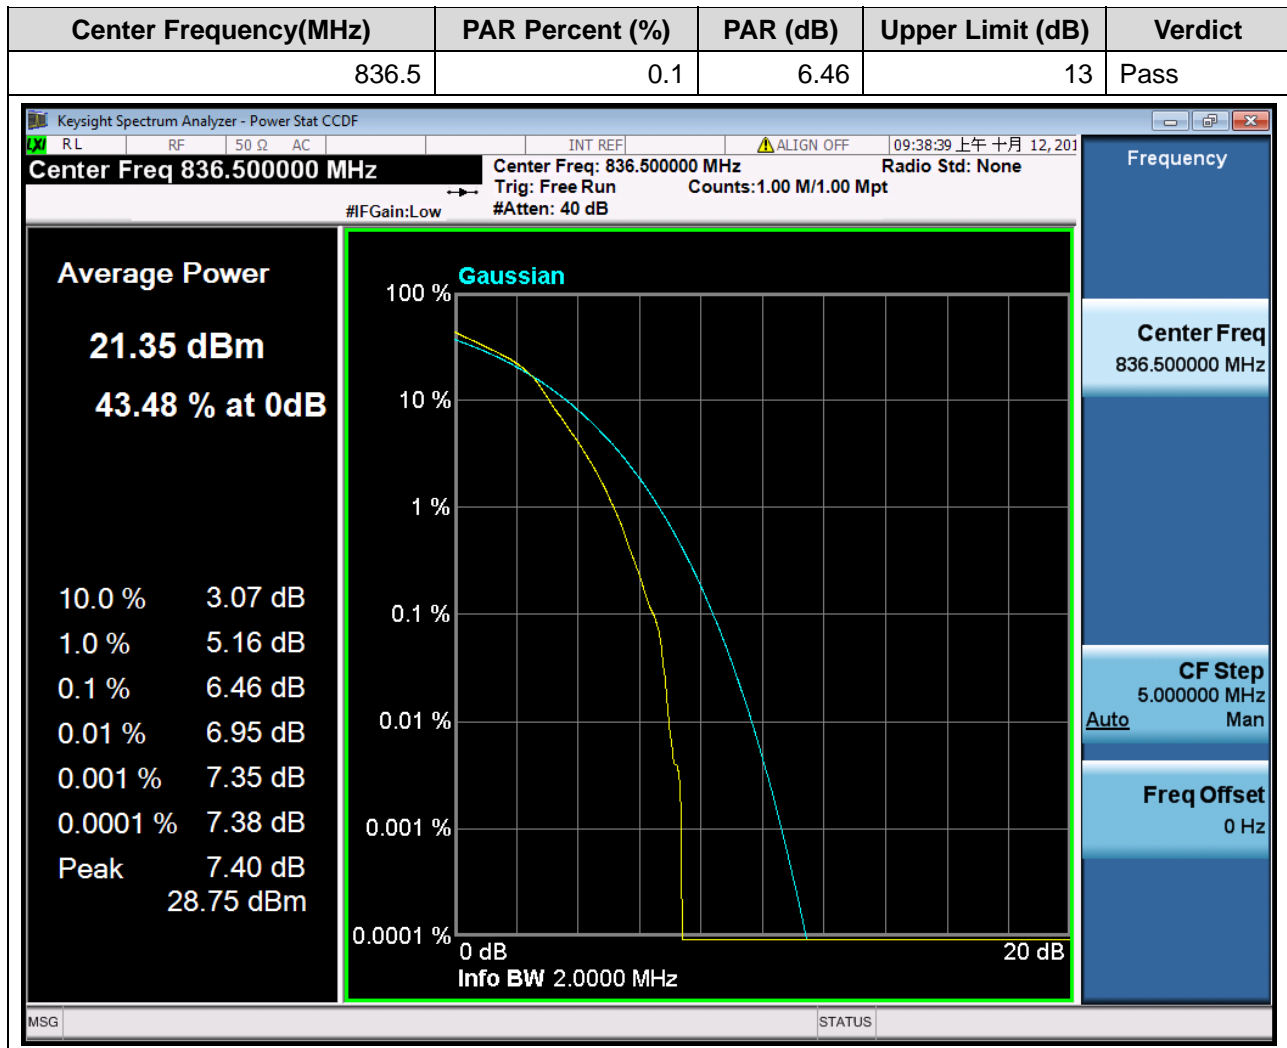 Center Frequency(MHz) PAR Percent (%) PAR (dB) Upper Limit (dB) Verdict
836.5 0.1 6.46 13 Pass
Keysight Spectrum Analyzer - Power Stat CCDF
LXI RL RF 50 Ω AC INT REF ALIGN OFF 09:38:39 上午 十月 12, 201
Center Freq 836.500000 MHz
Center Freq: 836.500000 MHz Radio Std: None
Trig: Free Run Counts:1.00 M/1.00 Mpt
#IFGain:Low #Atten: 40 dB
Average Power
21.35 dBm
43.48 % at 0dB
10.0 % 3.07 dB
1.0 % 5.16 dB
0.1 % 6.46 dB
0.01 % 6.95 dB
0.001 % 7.35 dB
0.0001 % 7.38 dB
Peak 7.40 dB
28.75 dBm
Gaussian
100 %
10 %
1 %
0.1 %
0.01 %
0.001 %
0.0001 %
0 dB 20 dB
Info BW 2.0000 MHz
Frequency
Center Freq
836.500000 MHz
CF Step
5.000000 MHz
Auto Man
Freq Offset
0 Hz
MSG STATUS